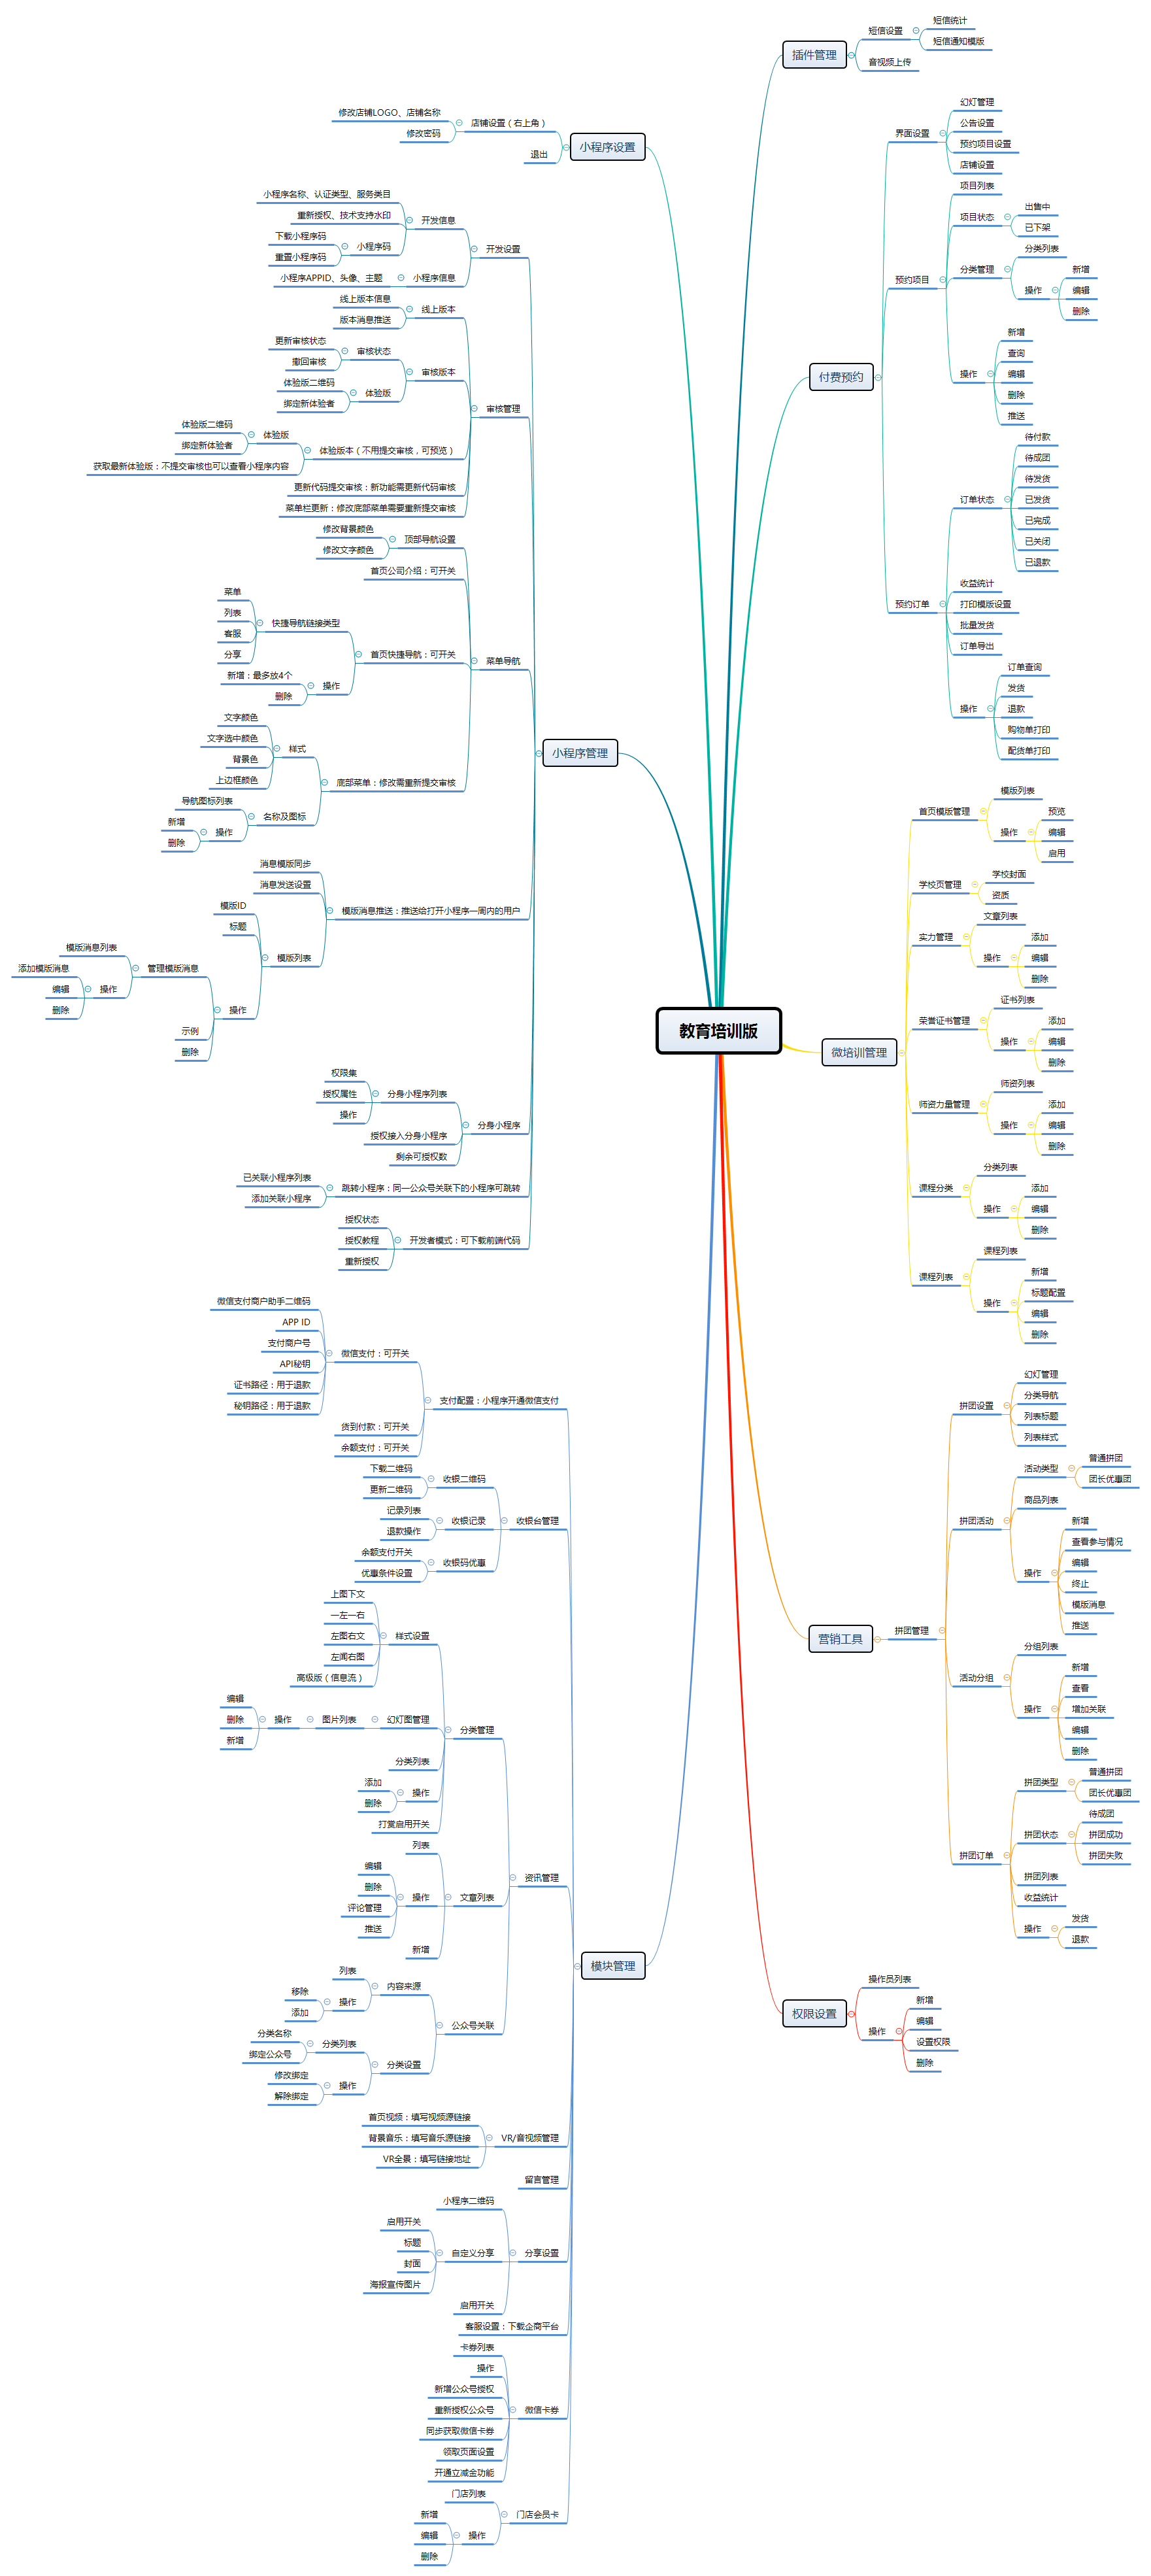 教育培训版
插件管理
短信设置
短信统计
短信通知模版
音视频上传
付费预约
界面设置
幻灯管理
公告设置
预约项目设置
店铺设置
预约项目
项目列表
项目状态
出售中
已下架
分类管理
分类列表
操作
新增
编辑
删除
操作
新增
查询
编辑
删除
推送
预约订单
订单状态
待付款
待成团
待发货
已发货
已完成
已关闭
已退款
收益统计
打印模版设置
批量发货
订单导出
操作
订单查询
发货
退款
购物单打印
配货单打印
微培训管理
首页模版管理
模版列表
操作
预览
编辑
启用
学校页管理
学校封面
资质
实力管理
文章列表
操作
添加
编辑
删除
荣誉证书管理
证书列表
操作
添加
编辑
删除
师资力量管理
师资列表
操作
添加
编辑
删除
课程分类
分类列表
操作
添加
编辑
删除
课程列表
课程列表
操作
新增
标题配置
编辑
删除
营销工具
拼团管理
拼团设置
幻灯管理
分类导航
列表标题
列表样式
拼团活动
活动类型
普通拼团
团长优惠团
商品列表
操作
新增
查看参与情况
编辑
终止
模版消息
推送
活动分组
分组列表
操作
新增
查看
增加关联
编辑
删除
拼团订单
拼团类型
普通拼团
团长优惠团
拼团状态
待成团
拼团成功
拼团失败
拼团列表
收益统计
操作
发货
退款
权限设置
操作员列表
操作
新增
编辑
设置权限
删除
小程序设置
店铺设置（右上角）
修改店铺LOGO、店铺名称
修改密码
退出
小程序管理
开发设置
开发信息
小程序名称、认证类型、服务类目
重新授权、技术支持水印
小程序码
下载小程序码
重置小程序码
小程序信息
小程序APPID、头像、主题
审核管理
线上版本
线上版本信息
版本消息推送
审核版本
审核状态
更新审核状态
撤回审核
体验版
体验版二维码
绑定新体验者
体验版本（不用提交审核，可预览）
体验版
体验版二维码
绑定新体验者
获取最新体验版：不提交审核也可以查看小程序内容
更新代码提交审核：新功能需更新代码审核
菜单栏更新：修改底部菜单需要重新提交审核
菜单导航
顶部导航设置
修改背景颜色
修改文字颜色
首页公司介绍：可开关
首页快捷导航：可开关
快捷导航链接类型
菜单
列表
客服
分享
操作
新增：最多放4个
删除
底部菜单：修改需重新提交审核
样式
文字颜色
文字选中颜色
背景色
上边框颜色
名称及图标
导航图标列表
操作
新增
删除
模版消息推送：推送给打开小程序一周内的用户
消息模版同步
消息发送设置
模版列表
模版ID
标题
操作
管理模版消息
模版消息列表
操作
添加模版消息
编辑
删除
示例
删除
分身小程序
分身小程序列表
权限集
授权属性
操作
授权接入分身小程序
剩余可授权数
跳转小程序：同一公众号关联下的小程序可跳转
已关联小程序列表
添加关联小程序
开发者模式：可下载前端代码
授权状态
授权教程
重新授权
模块管理
支付配置：小程序开通微信支付
微信支付：可开关
微信支付商户助手二维码
APP ID
支付商户号
API秘钥
证书路径：用于退款
秘钥路径：用于退款
货到付款：可开关
余额支付：可开关
收银台管理
收银二维码
下载二维码
更新二维码
收银记录
记录列表
退款操作
收银码优惠
余额支付开关
优惠条件设置
资讯管理
分类管理
样式设置
上图下文
一左一右
左图右文
左闻右图
高级版（信息流）
幻灯图管理
图片列表
操作
编辑
删除
新增
分类列表
操作
添加
删除
打赏启用开关
文章列表
列表
操作
编辑
删除
评论管理
推送
新增
公众号关联
内容来源
列表
操作
移除
添加
分类设置
分类列表
分类名称
绑定公众号
操作
修改绑定
解除绑定
VR/音视频管理
首页视频：填写视频源链接
背景音乐：填写音乐源链接
VR全景：填写链接地址
留言管理
分享设置
小程序二维码
自定义分享
启用开关
标题
封面
海报宣传图片
启用开关
客服设置：下载企商平台
微信卡券
卡券列表
操作
新增公众号授权
重新授权公众号
同步获取微信卡券
领取页面设置
开通立减金功能
门店会员卡
门店列表
操作
新增
编辑
删除